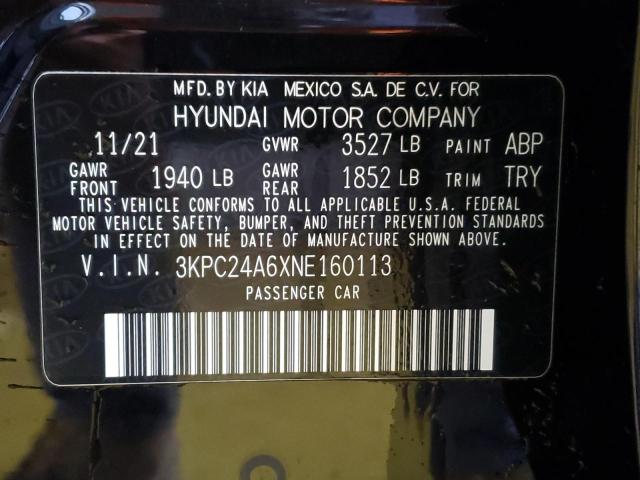 MFD. BY KIA MEXICO S.A. DE C.V. FOR
HYUNDAI MOTOR COMPANY
11/21 GVWR 3527 LB PAINT ABP
GAWR FRONT 1940 LB GAWR REAR 1852 LB TRIM TRY
THIS VEHICLE CONFORMS TO ALL APPLICABLE U.S.A. FEDERAL
MOTOR VEHICLE SAFETY, BUMPER, AND THEFT PREVENTION STANDARDS
IN EFFECT ON THE DATE OF MANUFACTURE SHOWN ABOVE.
V.I.N. 3KPC24A6XNE160113
PASSENGER CAR